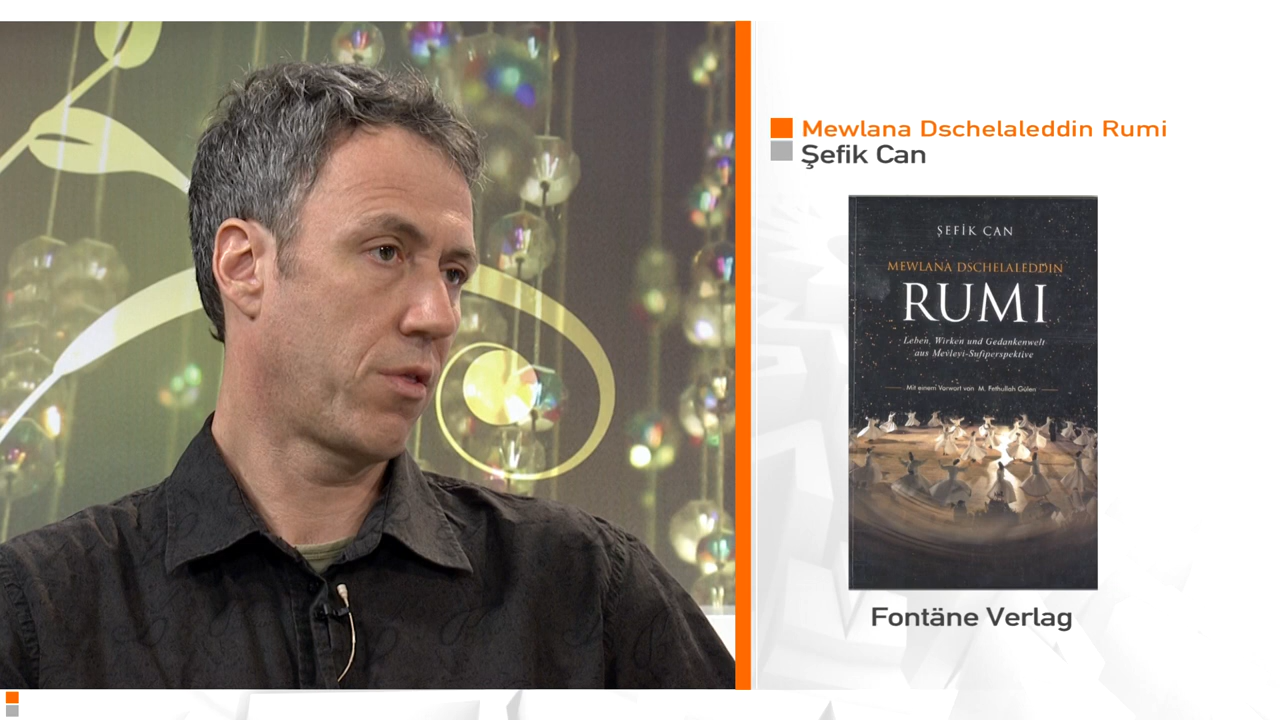 Mewlana Dschelaleddin Rumi
Şefik Can
ŞEFİK CAN
MEWLANA DSCHELALEDDIN
RUMI
Leben, Wirken und Gedankenwelt
aus Mevlevi-Sufiperspektive
Mit einem Vorwort von M. Fethullah Gülen
Fontäne Verlag